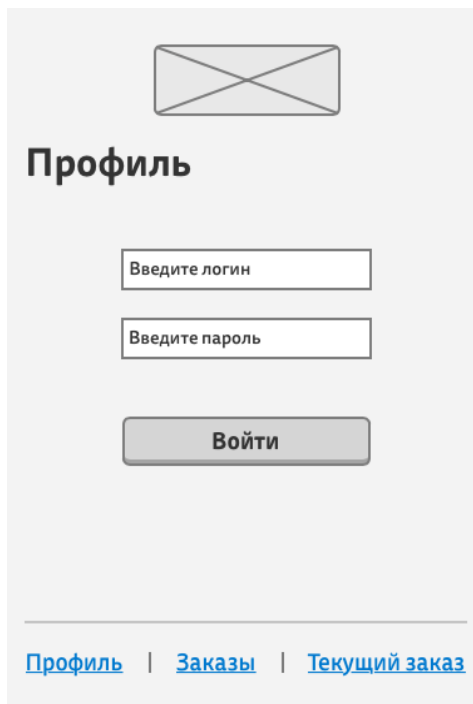 Профиль
Введите логин
Введите пароль
Войти
Профиль | Заказы | Текущий заказ